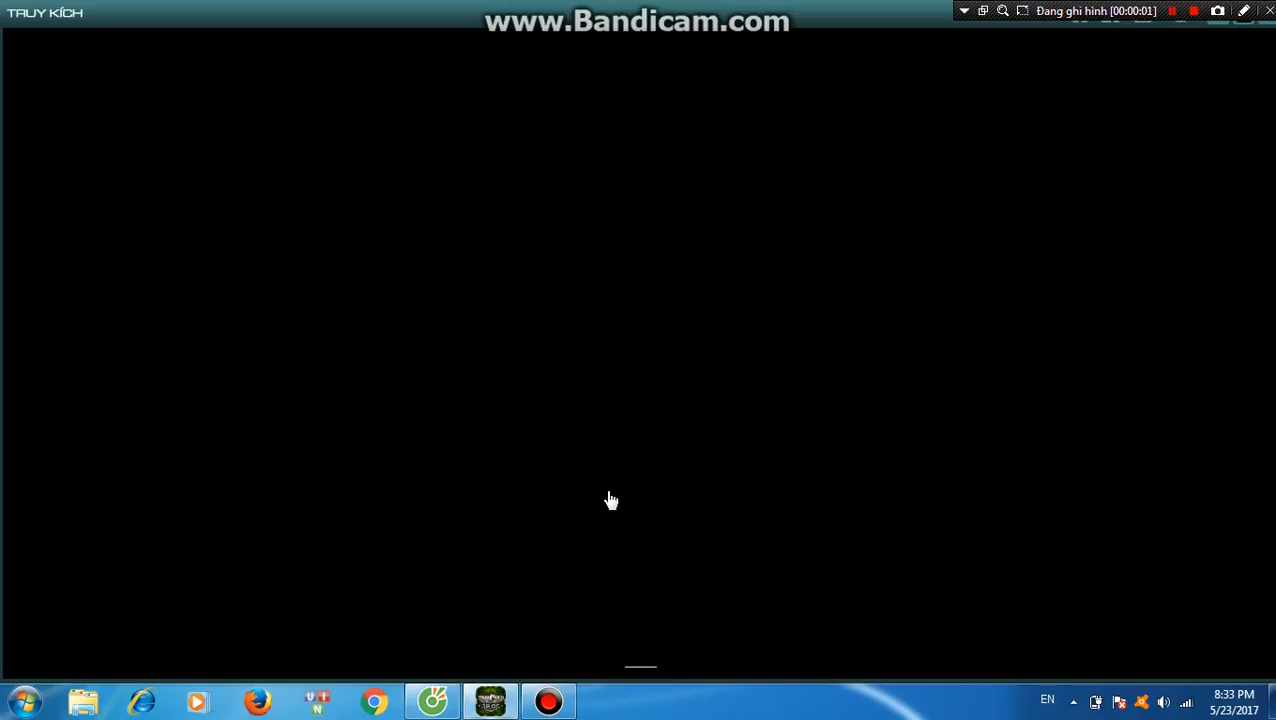 TRUY KÍCH
www.Bandicam.com
Đang ghi hình [00:00:01]
U I
N
EN
8:33 PM
5/23/2017